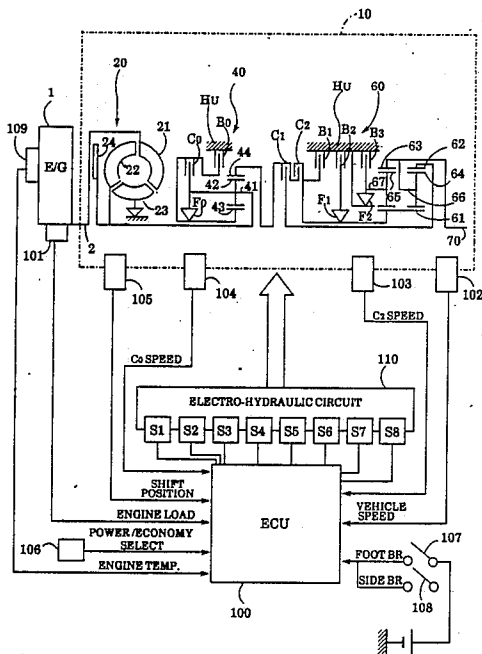 10
20
40
60
1
HU
B0
HU
109
24
21
C0
C1
C2
B1
B2
B3
63
62
44
E/G
22
42
41
67
64
43
65
66
23
F0
F1
F2
61
101
2
70
105
104
103
102
C0 SPEED
C2 SPEED
110
ELECTRO-HYDRAULIC CIRCUIT
S1 S2 S3 S4 S5 S6 S7 S8
SHIFT
POSITION
ECU
VEHICLE
SPEED
ENGINE LOAD
POWER/ECONOMY
SELECT
106
107
FOOT BR
ENGINE TEMP.
SIDE BR
108
100